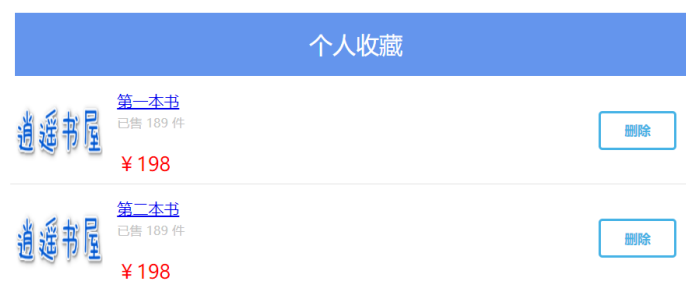 个人收藏
逍遥书屋
第一本书
已售 189 件
￥198
删除
逍遥书屋
第二本书
已售 189 件
￥198
删除